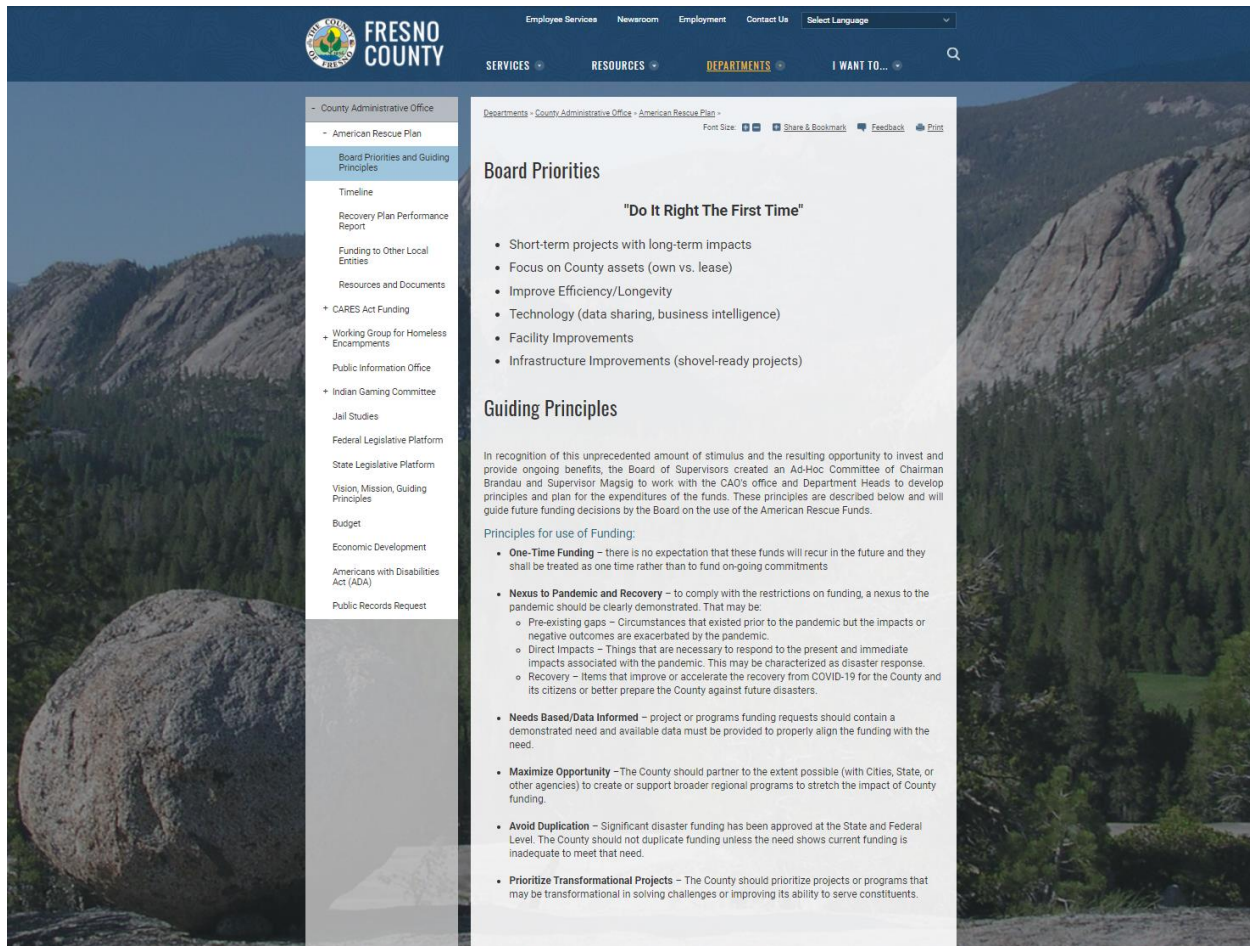 Employee Services Newsroom Employment Contact Us Select Language
THE COUNTY OF FRESNO
FRESNO
COUNTY
SERVICES RESOURCES DEPARTMENTS I WANT TO...
- County Administrative Office
- American Rescue Plan
Board Priorities and Guiding
Principles
Timeline
Recovery Plan Performance
Report
Funding to Other Local
Entities
Resources and Documents
+ CARES Act Funding
+ Working Group for Homeless
Encampments
Public Information Office
+ Indian Gaming Committee
Jail Studies
Federal Legislative Platform
State Legislative Platform
Vision, Mission, Guiding
Principles
Budget
Economic Development
Americans with Disabilities
Act (ADA)
Public Records Request
Departments » County Administrative Office » American Rescue Plan »
Font Size: + - + Share & Bookmark Feedback Print
Board Priorities
"Do It Right The First Time"
• Short-term projects with long-term impacts
• Focus on County assets (own vs. lease)
• Improve Efficiency/Longevity
• Technology (data sharing, business intelligence)
• Facility Improvements
• Infrastructure Improvements (shovel-ready projects)
Guiding Principles
In recognition of this unprecedented amount of stimulus and the resulting opportunity to invest and
provide ongoing benefits, the Board of Supervisors created an Ad-Hoc Committee of Chairman
Brandau and Supervisor Magsig to work with the CAO's office and Department Heads to develop
principles and plan for the expenditures of the funds. These principles are described below and will
guide future funding decisions by the Board on the use of the American Rescue Funds.
Principles for use of Funding:
• One-Time Funding – there is no expectation that these funds will recur in the future and they
shall be treated as one time rather than to fund on-going commitments
• Nexus to Pandemic and Recovery – to comply with the restrictions on funding, a nexus to the
pandemic should be clearly demonstrated. That may be:
o Pre-existing gaps – Circumstances that existed prior to the pandemic but the impacts or
negative outcomes are exacerbated by the pandemic.
o Direct Impacts – Things that are necessary to respond to the present and immediate
impacts associated with the pandemic. This may be characterized as disaster response.
o Recovery – Items that improve or accelerate the recovery from COVID-19 for the County and
its citizens or better prepare the County against future disasters.
• Needs Based/Data Informed – project or programs funding requests should contain a
demonstrated need and available data must be provided to properly align the funding with the
need.
• Maximize Opportunity –The County should partner to the extent possible (with Cities, State, or
other agencies) to create or support broader regional programs to stretch the impact of County
funding.
• Avoid Duplication – Significant disaster funding has been approved at the State and Federal
Level. The County should not duplicate funding unless the need shows current funding is
inadequate to meet that need.
• Prioritize Transformational Projects – The County should prioritize projects or programs that
may be transformational in solving challenges or improving its ability to serve constituents.